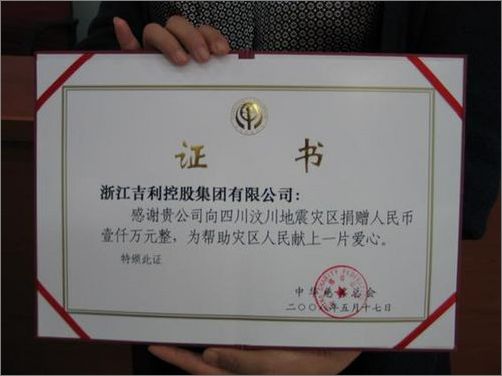 证 书
浙江吉利控股集团有限公司：
感谢贵公司向四川汶川地震灾区捐赠人民币
壹仟万元整，为帮助灾区人民献上一片爱心。
特颁此证
中华慈善总会
二〇〇八年五月十七日